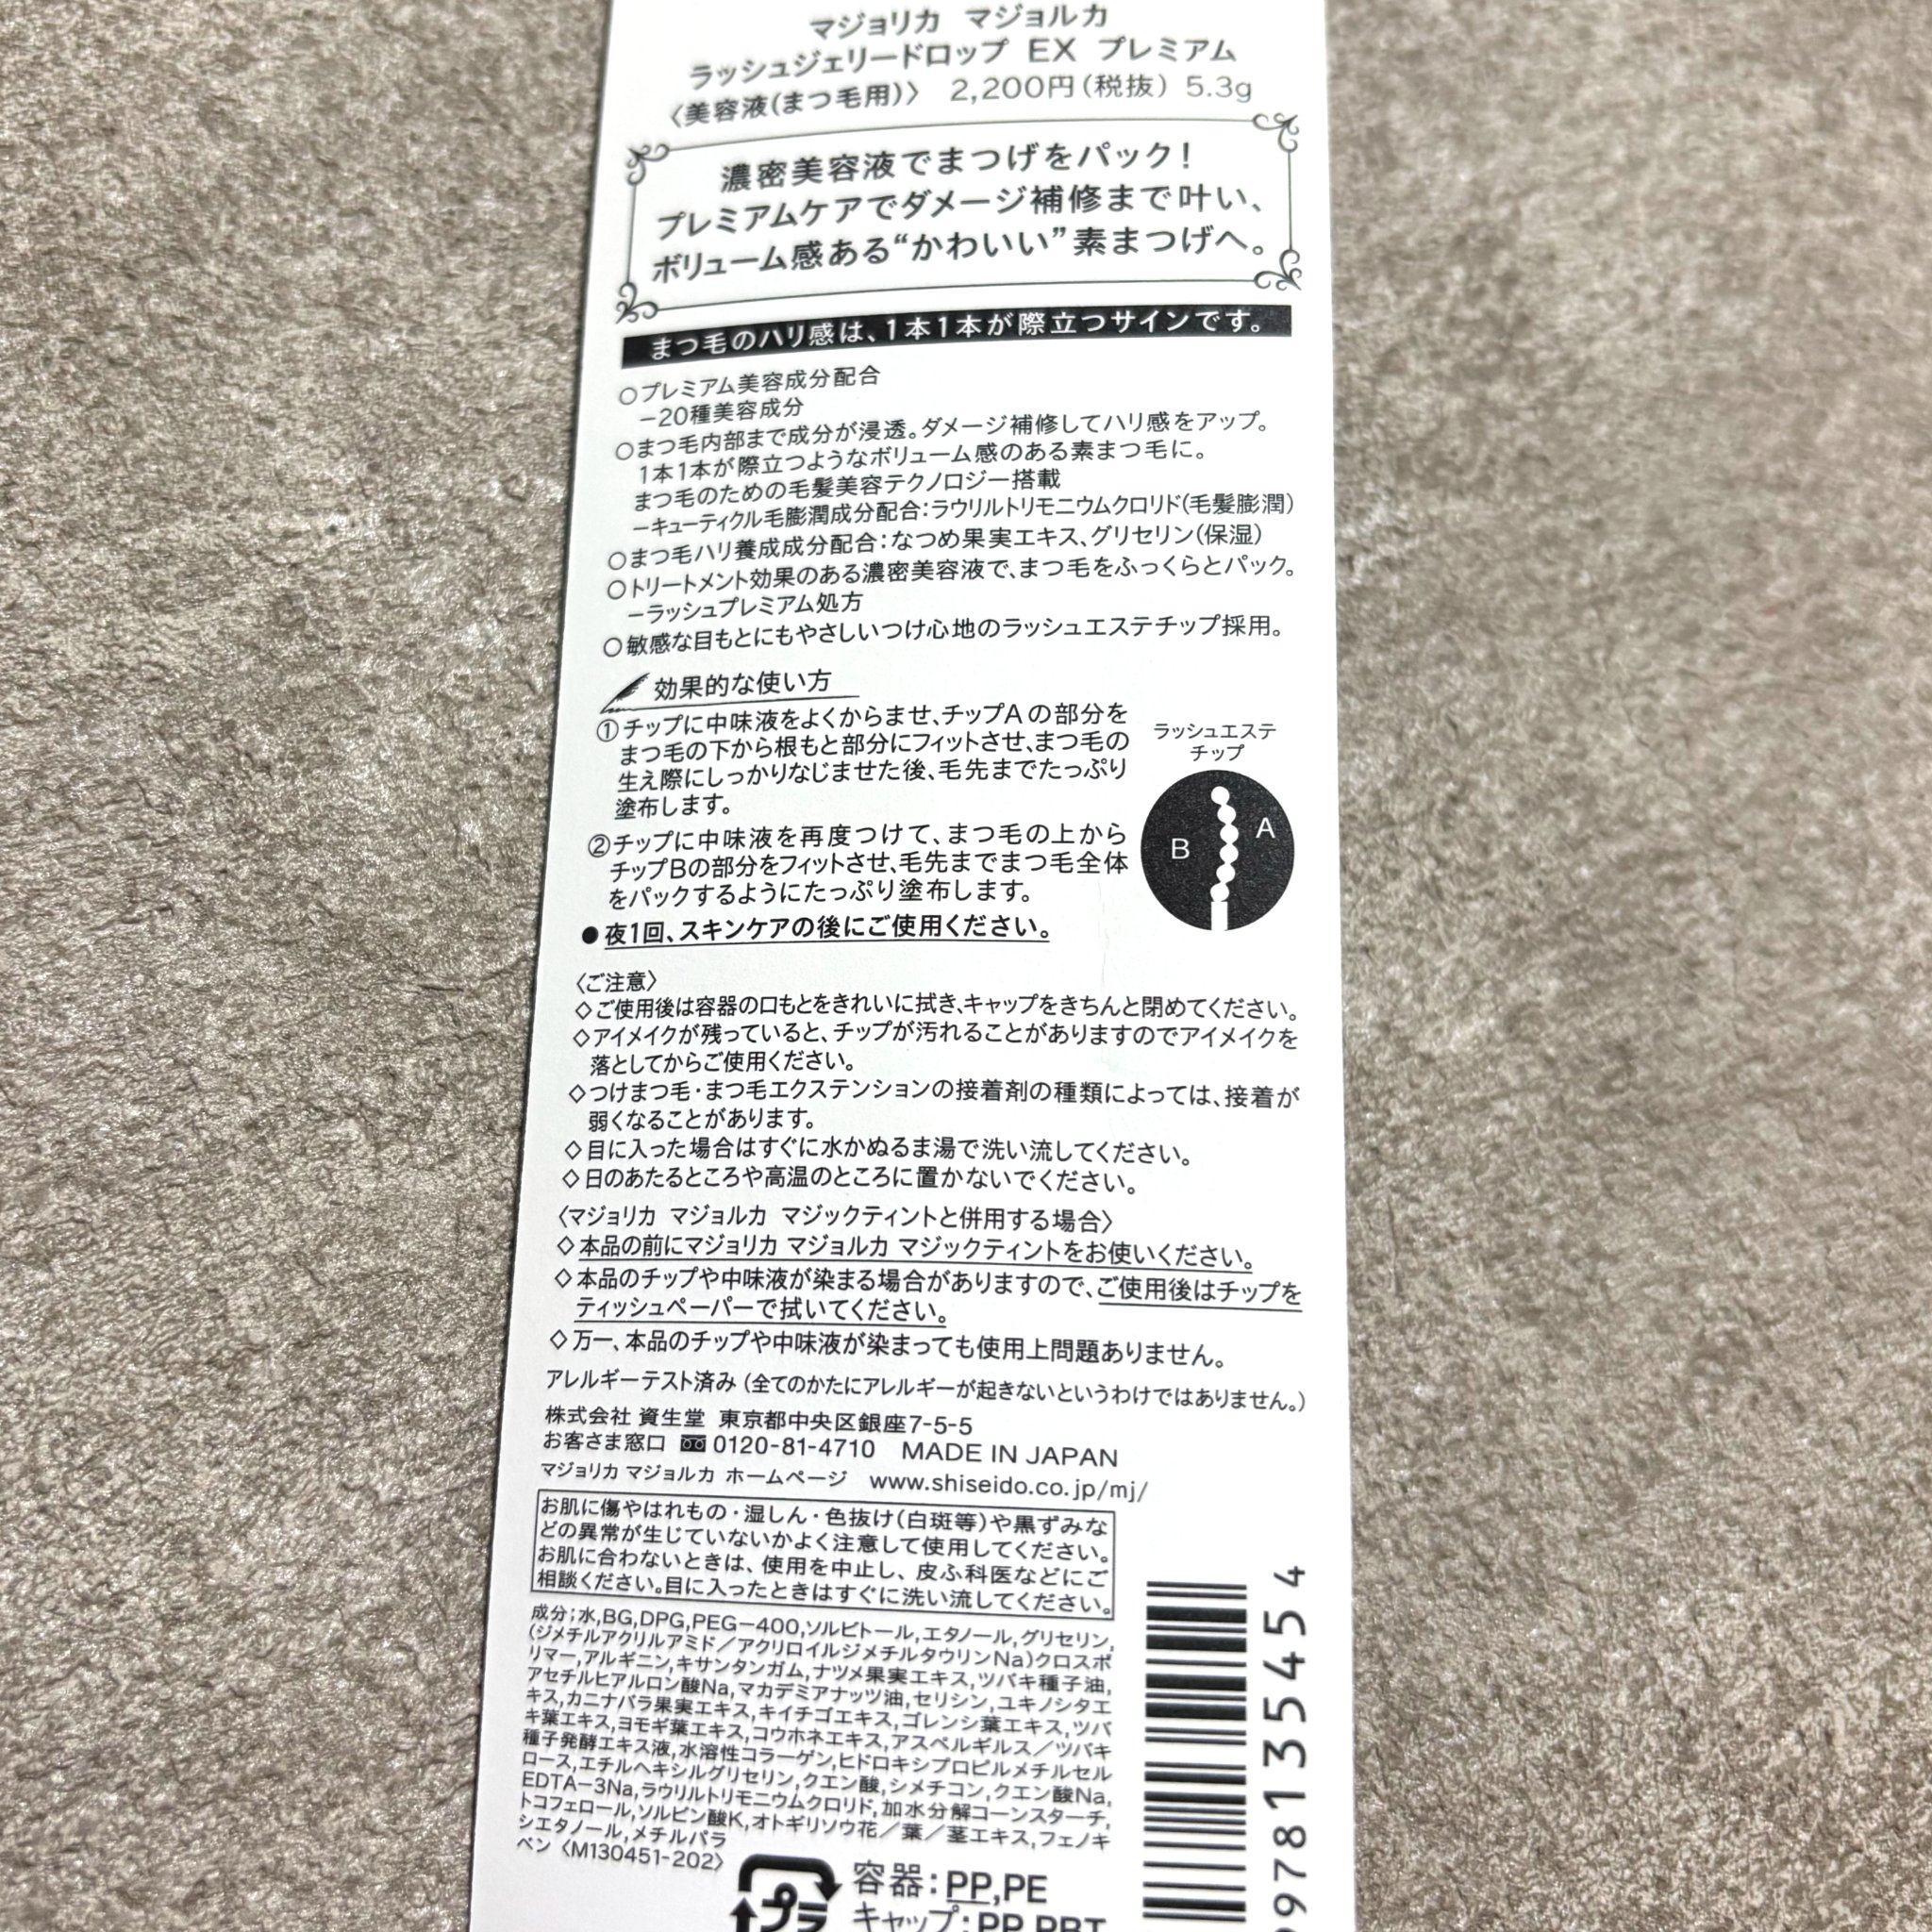 マジョリカ マジョルカ
ラッシュジェリードロップ EX プレミアム
〈美容液(まつ毛用)〉 2,200円(税抜) 5.3g
濃密美容液でまつげをパック!
プレミアムケアでダメージ補修まで叶い、
ボリューム感ある“かわいい”素まつげへ。
まつ毛のハリ感は、1本1本が際立つサインです。
○プレミアム美容成分配合
−20種美容成分
○まつ毛内部まで成分が浸透。ダメージ補修してハリ感をアップ。
1本1本が際立つようなボリューム感のある素まつ毛に。
まつ毛のための毛髪美容テクノロジー搭載
−キューティクル毛膨潤成分配合:ラウリルトリモニウムクロリド(毛髪膨潤)
○まつ毛ハリ養成成分配合:なつめ果実エキス、グリセリン(保湿)
○トリートメント効果のある濃密美容液で、まつ毛をふっくらとパック。
−ラッシュプレミアム処方
○敏感な目もとにもやさしいつけ心地のラッシュエステチップ採用。
効果的な使い方
①チップに中味液をよくからませ、チップAの部分を
まつ毛の下から根もと部分にフィットさせ、まつ毛の
生え際にしっかりなじませた後、毛先までたっぷり
塗布します。
②チップに中味液を再度つけて、まつ毛の上から
チップBの部分をフィットさせ、毛先までまつ毛全体
をパックするようにたっぷり塗布します。
●夜1回、スキンケアの後にご使用ください。
ラッシュエステ
チップ
A
B
〈ご注意〉
◇ご使用後は容器の口もとをきれいに拭き、キャップをきちんと閉めてください。
◇アイメイクが残っていると、チップが汚れることがありますのでアイメイクを
落としてからご使用ください。
◇つけまつ毛・まつ毛エクステンションの接着剤の種類によっては、接着が
弱くなることがあります。
◇目に入った場合はすぐに水かぬるま湯で洗い流してください。
◇日のあたるところや高温のところに置かないでください。
〈マジョリカ マジョルカ マジックティントと併用する場合〉
◇本品の前にマジョリカ マジョルカ マジックティントをお使いください。
◇本品のチップや中味液が染まる場合がありますので、ご使用後はチップを
ティッシュペーパーで拭いてください。
◇万一、本品のチップや中味液が染まっても使用上問題ありません。
アレルギーテスト済み(全てのかたにアレルギーが起きないというわけではありません。)
株式会社 資生堂 東京都中央区銀座7-5-5
お客さま窓口 0120-81-4710 MADE IN JAPAN
マジョリカ マジョルカ ホームページ www.shiseido.co.jp/mj/
お肌に傷やはれもの・湿しん・色抜け(白斑等)や黒ずみな
どの異常が生じていないかよく注意して使用してください。
お肌に合わないときは、使用を中止し、皮ふ科医などにご
相談ください。目に入ったときはすぐに洗い流してください。
成分;水,BG,DPG,PEG−400,ソルビトール,エタノール,グリセリン,
(ジメチルアクリルアミド/アクリロイルジメチルタウリンNa)クロスポ
リマー,アルギニン,キサンタンガム,ナツメ果実エキス,ツバキ種子油,
アセチルヒアルロン酸Na,マカデミアナッツ油,セリシン,ユキノシタエ
キス,カニナバラ果実エキス,キイチゴエキス,ゴレンシ葉エキス,ツバ
キ葉エキス,ヨモギ葉エキス,コウホネエキス,アスペルギルス/ツバキ
種子発酵エキス液,水溶性コラーゲン,ヒドロキシプロピルメチルセル
ロース,エチルヘキシルグリセリン,クエン酸,シメチコン,クエン酸Na,
EDTA−3Na,ラウリルトリモニウムクロリド,加水分解コーンスターチ,
トコフェロール,ソルビン酸K,オトギリソウ花/葉/茎エキス,フェノキ
シエタノール,メチルパラ
ベン 〈M130451-202〉
プラ
容器:PP,PE
キャップ:PP,PBT
978135454